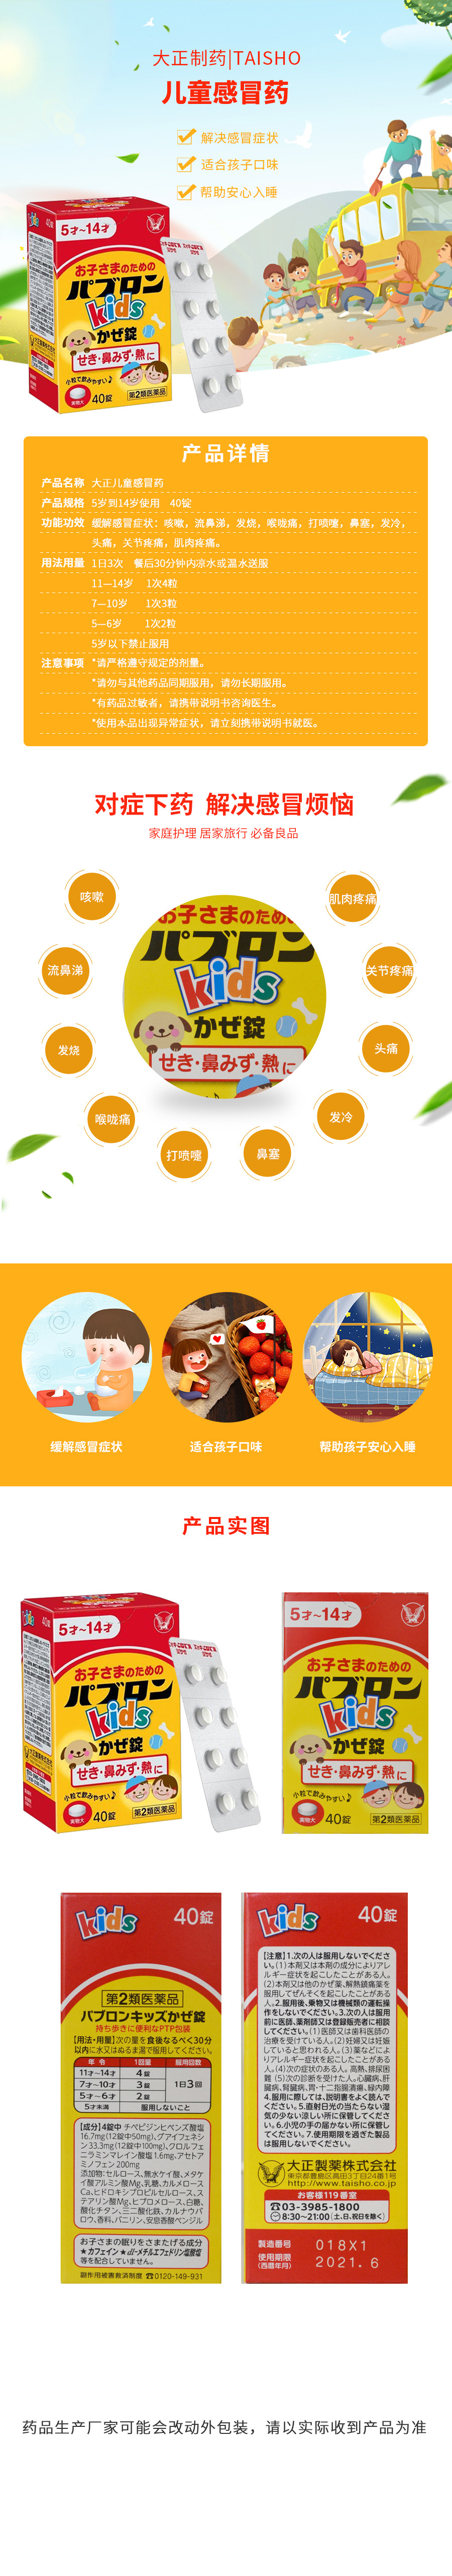 大正制药|TAISHO
儿童感冒药
解决感冒症状
适合孩子口味
帮助安心入睡
5才~14才
お子さまのための
パブロン
kids
かぜ錠
せき・鼻みず・熱に
小粒で飲みやすい♪
実物大
40錠
第2類医薬品
产品详情
产品名称 大正儿童感冒药
产品规格 5岁到14岁使用 40锭
功能功效 缓解感冒症状：咳嗽，流鼻涕，发烧，喉咙痛，打喷嚏，鼻塞，发冷，
头痛，关节疼痛，肌肉疼痛。
用法用量 1日3次 餐后30分钟内凉水或温水送服
11—14岁 1次4粒
7—10岁 1次3粒
5—6岁 1次2粒
5岁以下禁止服用
注意事项 *请严格遵守规定的剂量。
*请勿与其他药品同期服用，请勿长期服用。
*有药品过敏者，请携带说明书咨询医生。
*使用本品出现异常症状，请立刻携带说明书就医。
对症下药 解决感冒烦恼
家庭护理 居家旅行 必备良品
咳嗽
肌肉疼痛
流鼻涕
关节疼痛
发烧
头痛
喉咙痛
发冷
打喷嚏
鼻塞
お子さまのため
パブロン
kids
かぜ錠
せき・鼻みず・熱に
缓解感冒症状
适合孩子口味
帮助孩子安心入睡
产品实图
5才~14才
お子さまのための
パブロン
kids
かぜ錠
せき・鼻みず・熱に
小粒で飲みやすい♪
実物大
40錠
第2類医薬品
5才~14才
お子さまのための
パブロン
kids
かぜ錠
せき・鼻みず・熱に
小粒で飲みやすい♪
実物大
40錠
第2類医薬品
kids 40錠
第2類医薬品
パブロンキッズかぜ錠
持ち歩きに便利なPTP包装
【用法・用量】次の量を食後なるべく30分
以内に水又はぬるま湯で服用してください。
年令 1回量 服用回数
11才~14才 4錠
7才~10才 3錠 1日3回
5才~6才 2錠
5才未満 服用しないこと
【成分】4錠中 チペピジンヒベンズ酸塩
16.7mg(12錠中50mg)、グアイフェネシ
ン33.3mg(12錠中100mg)、クロルフェ
ニラミンマレイン酸塩1.6mg、アセトア
ミノフェン200mg
添加物:セルロース、無水ケイ酸、メタケ
イ酸アルミン酸Mg、乳糖、カルメロース
Ca、ヒドロキシプロピルセルロース、ス
テアリン酸Mg、ヒプロメロース、白糖、
酸化チタン、三二酸化鉄、カルナウバ
ロウ、香料、バニリン、安息香酸ベンジル
お子さまの眠りをさまたげる成分
★カフェイン★dl-メチルエフェドリン塩酸塩
等を配合していません。
副作用被害救済制度 ☎0120-149-931
kids 40錠
【注意】1.次の人は服用しないでくださ
い。(1)本剤又は本剤の成分によりアレ
ルギー症状を起こしたことがある人。
(2)本剤又は他のかぜ薬、解熱鎮痛薬を
服用してぜんそくを起こしたことがある
人。2.服用後、乗物又は機械類の運転操
作をしないでください。3.次の人は服用
前に医師、薬剤師又は登録販売者に相談
してください。(1)医師又は歯科医師の
治療を受けている人。(2)妊婦又は妊娠
していると思われる人。(3)薬などによ
りアレルギー症状を起こしたことがある
人。(4)次の症状のある人。高熱、排尿困
難 (5)次の診断を受けた人。心臓病、肝
臓病、腎臓病、胃・十二指腸潰瘍、緑内障
4.服用に際しては、説明書をよく読んで
ください。5.直射日光の当たらない湿
気の少ない涼しい所に保管してくださ
い。6.小児の手の届かない所に保管し
てください。7.使用期限を過ぎた製品
は服用しないでください。
大正製薬株式会社
東京都豊島区高田3丁目24番1号
http://www.taisho.co.jp
お客様119番室
☎03-3985-1800
8:30~21:00(土、日、祝日を除く)
製造番号 018X1
使用期限 2021.6
(西暦年月)
药品生产厂家可能会改动外包装，请以实际收到产品为准